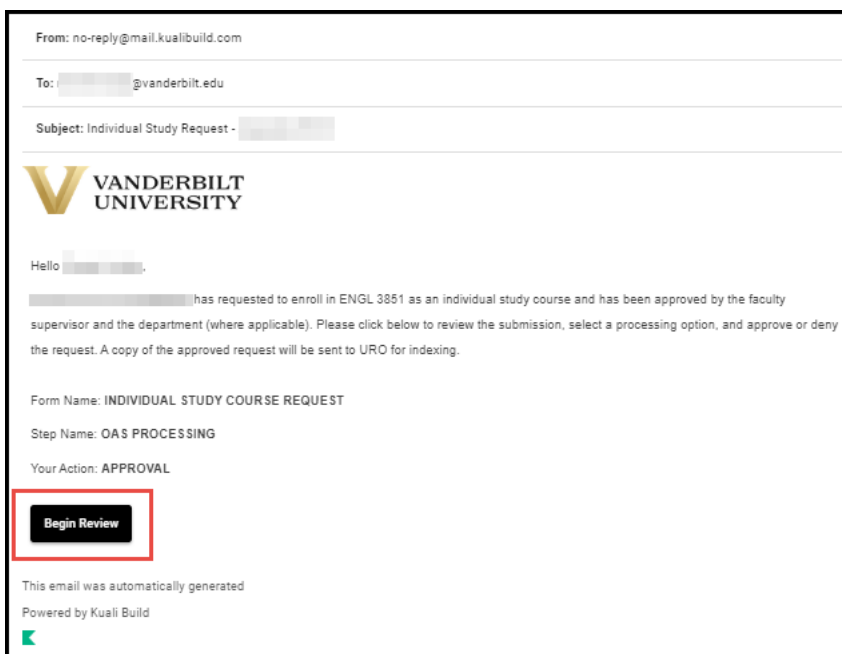 From: no-reply@mail.kualibuild.com
To: @vanderbilt.edu
Subject: Individual Study Request -
VANDERBILT
UNIVERSITY
Hello ,
has requested to enroll in ENGL 3851 as an individual study course and has been approved by the faculty
supervisor and the department (where applicable). Please click below to review the submission, select a processing option, and approve or deny
the request. A copy of the approved request will be sent to URO for indexing.
Form Name: INDIVIDUAL STUDY COURSE REQUEST
Step Name: OAS PROCESSING
Your Action: APPROVAL
Begin Review
This email was automatically generated
Powered by Kuali Build